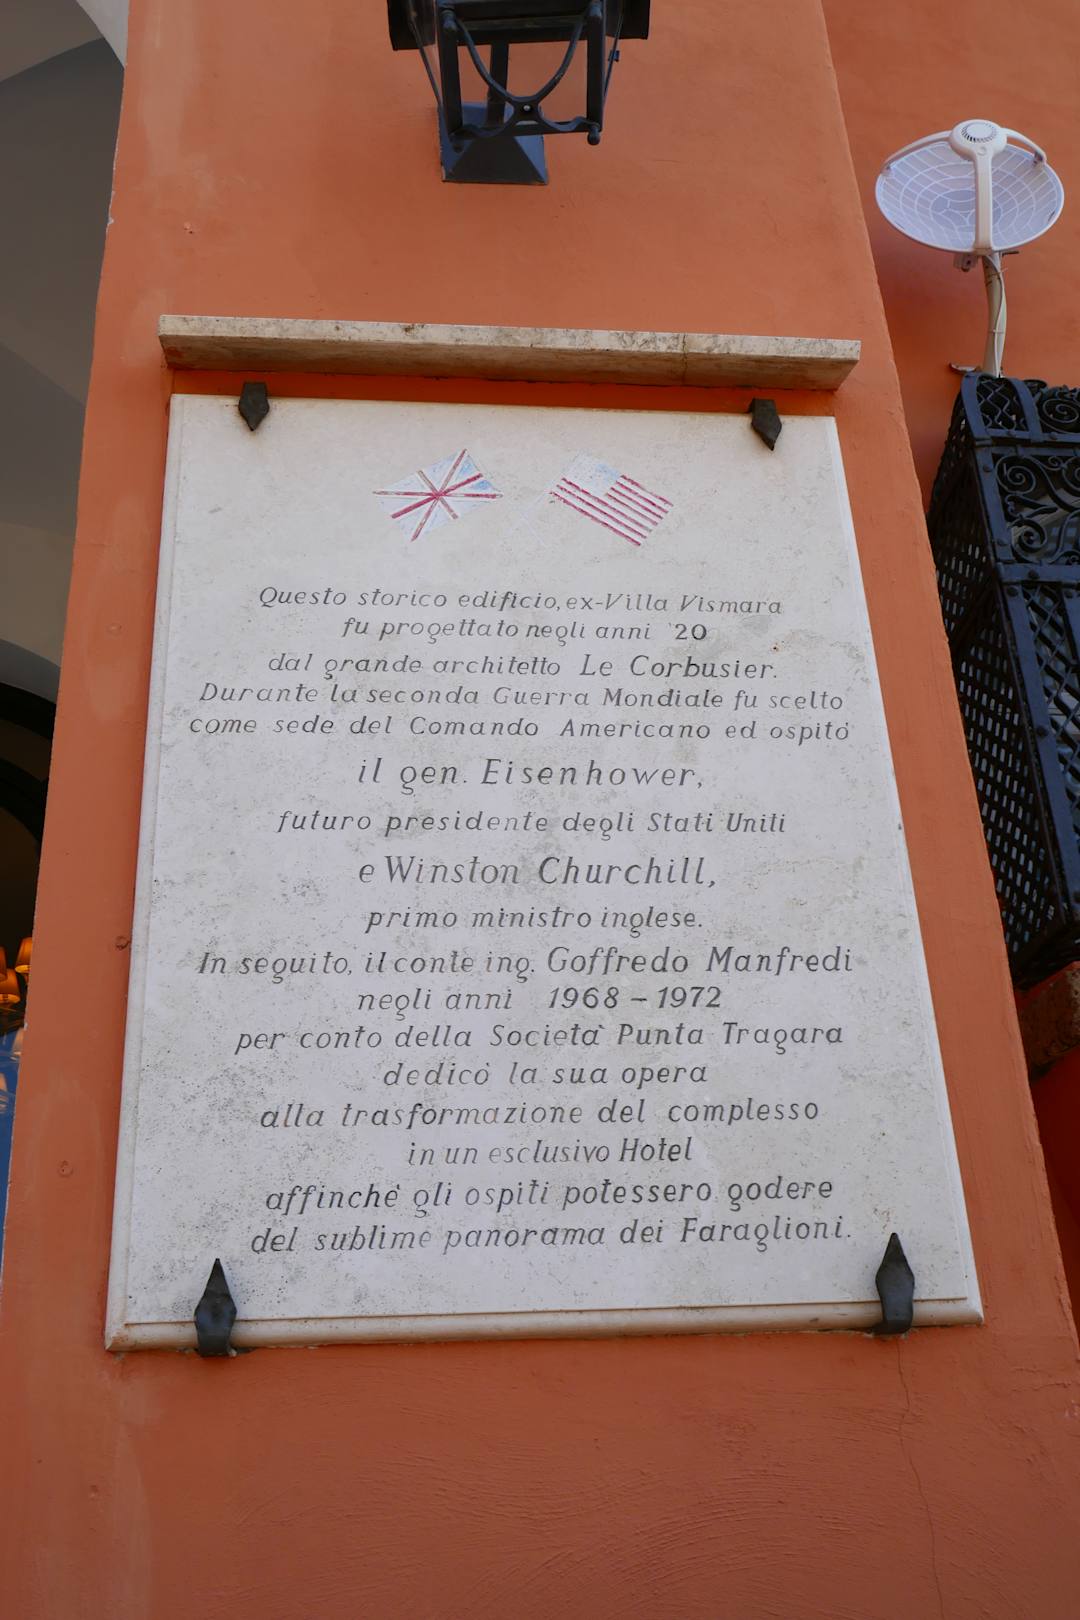 Questo storico edificio, ex-Villa Vismara
fu progettato negli anni '20
dal grande architetto Le Corbusier.
Durante la seconda Guerra Mondiale fu scelto
come sede del Comando Americano ed ospitò
il gen. Eisenhower,
futuro presidente degli Stati Uniti
e Winston Churchill,
primo ministro inglese.
In seguito, il conte ing. Goffredo Manfredi
negli anni 1968 - 1972
per conto della Società Punta Tragara
dedicò la sua opera
alla trasformazione del complesso
in un esclusivo Hotel
affinchè gli ospiti potessero godere
del sublime panorama dei Faraglioni.